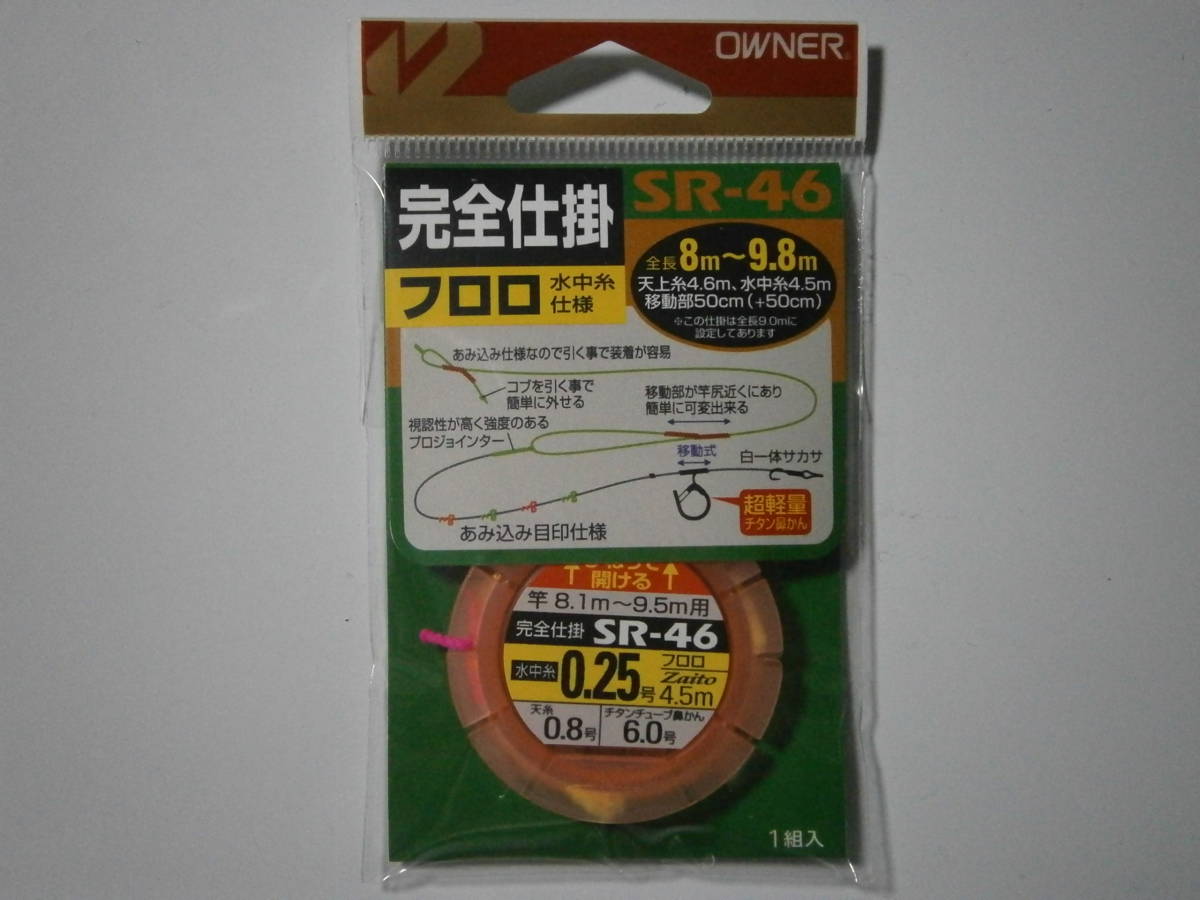 OWNER
完全仕掛
SR-46
フロロ 水中糸
仕様
全長8m~9.8m
天上糸4.6m、水中糸4.5m
移動部50cm(+50cm)
※この仕掛は全長9.0mに
設定してあります
あみ込み仕様なので引く事で装着が容易
コブを引く事で
簡単に外せる
移動部が竿尻近くにあり
簡単に可変出来る
視認性が高く強度のある
プロジョインター
移動式
白一体サカサ
超軽量
チタン鼻かん
あみ込み目印仕様
開ける
竿 8.1m~9.5m用
完全仕掛 SR-46
水中糸 0.25号
フロロ
Zaito
4.5m
天糸
0.8号
チタンチューブ鼻かん
6.0号
1組入